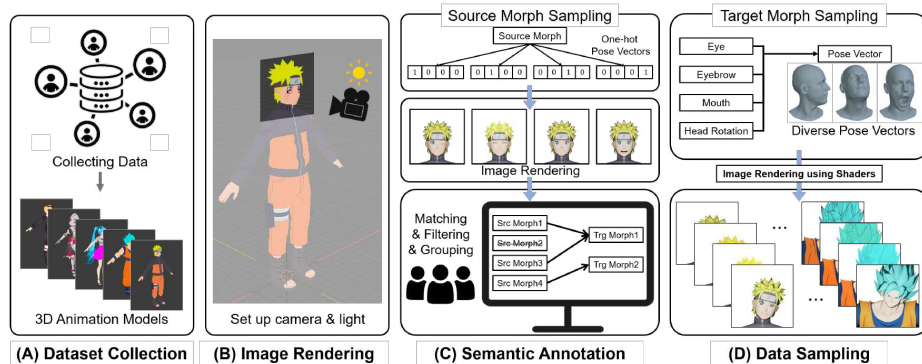 Collecting Data
3D Animation Models
(A) Dataset Collection
Set up camera & light
(B) Image Rendering
Source Morph Sampling
Source Morph
One-hot
Pose Vectors
1 0 0 0
0 1 0 0
0 0 1 0
0 0 0 1
Image Rendering
Matching
& Filtering
& Grouping
Src Morph1
Src Morph2
Src Morph3
Src Morph4
Trg Morph1
Trg Morph2
(C) Semantic Annotation
Target Morph Sampling
Eye
Eyebrow
Mouth
Head Rotation
Pose Vector
Diverse Pose Vectors
Image Rendering using Shaders
...
...
(D) Data Sampling